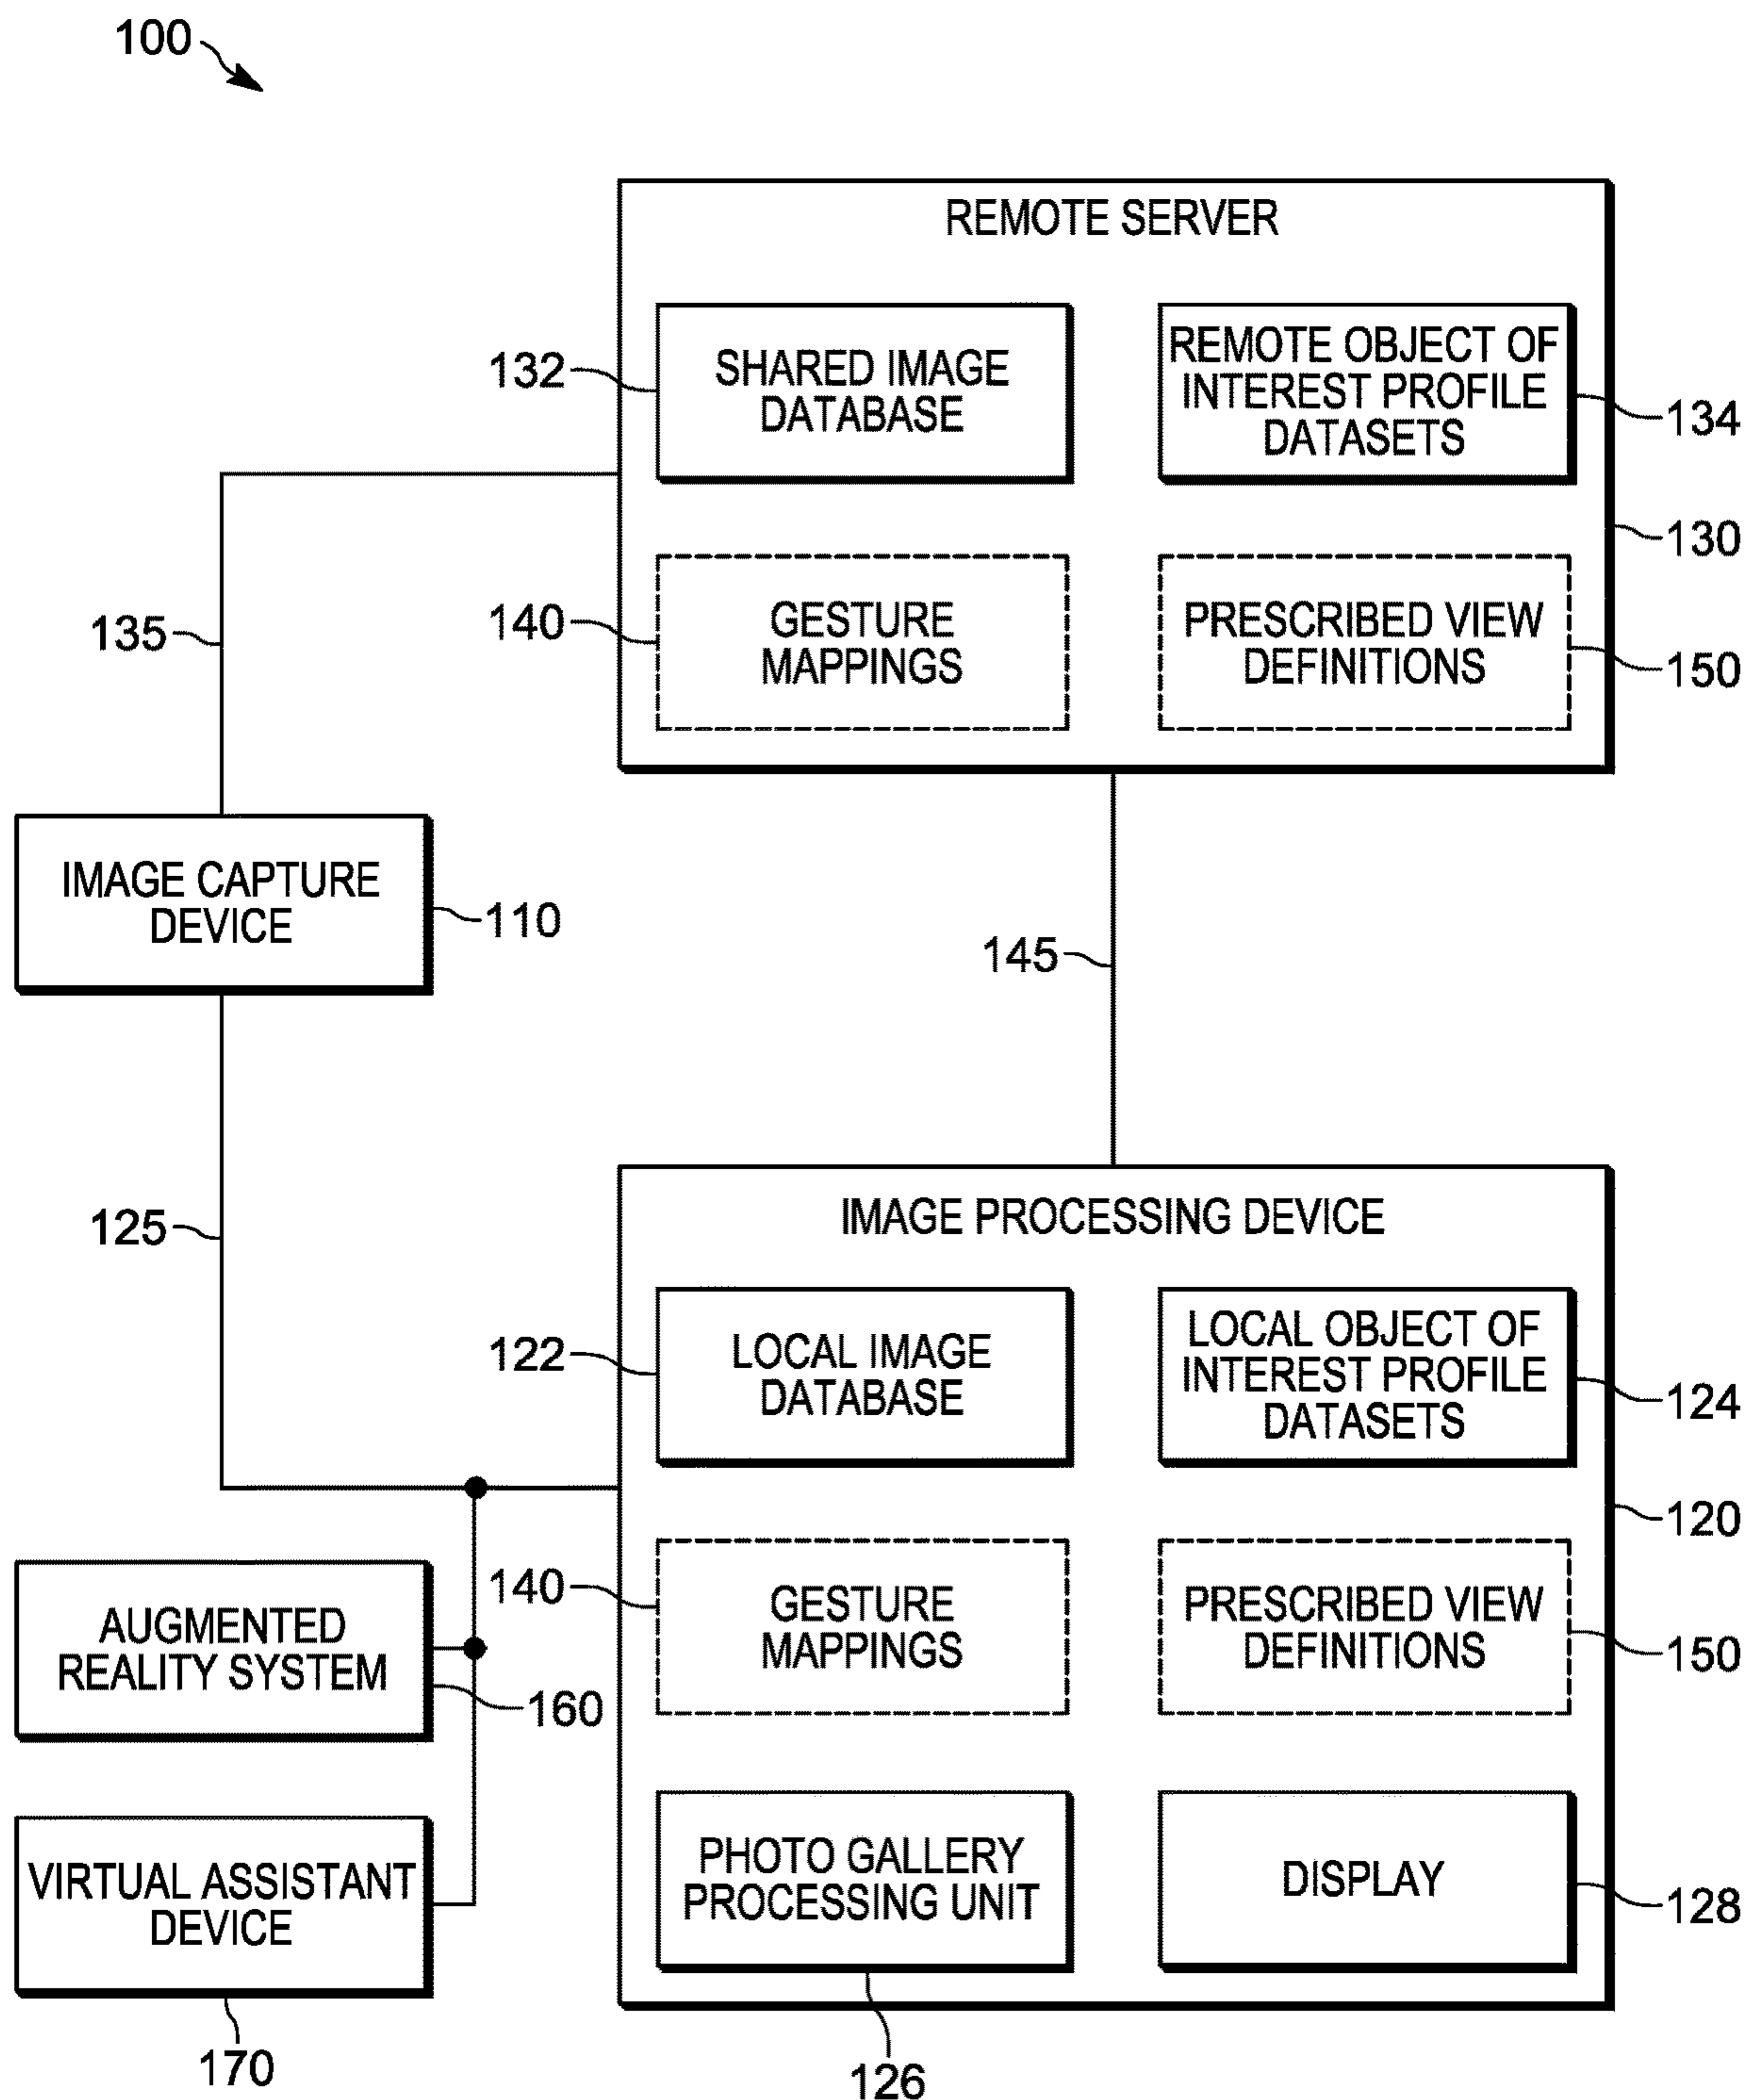 100
REMOTE SERVER
132
SHARED IMAGE
DATABASE
REMOTE OBJECT OF
INTEREST PROFILE
DATASETS
134
130
140
GESTURE
MAPPINGS
PRESCRIBED VIEW
DEFINITIONS
150
135
IMAGE CAPTURE
DEVICE
110
145
125
IMAGE PROCESSING DEVICE
122
LOCAL IMAGE
DATABASE
LOCAL OBJECT OF
INTEREST PROFILE
DATASETS
124
120
140
GESTURE
MAPPINGS
PRESCRIBED VIEW
DEFINITIONS
150
AUGMENTED
REALITY SYSTEM
160
VIRTUAL ASSISTANT
DEVICE
170
PHOTO GALLERY
PROCESSING UNIT
126
DISPLAY
128